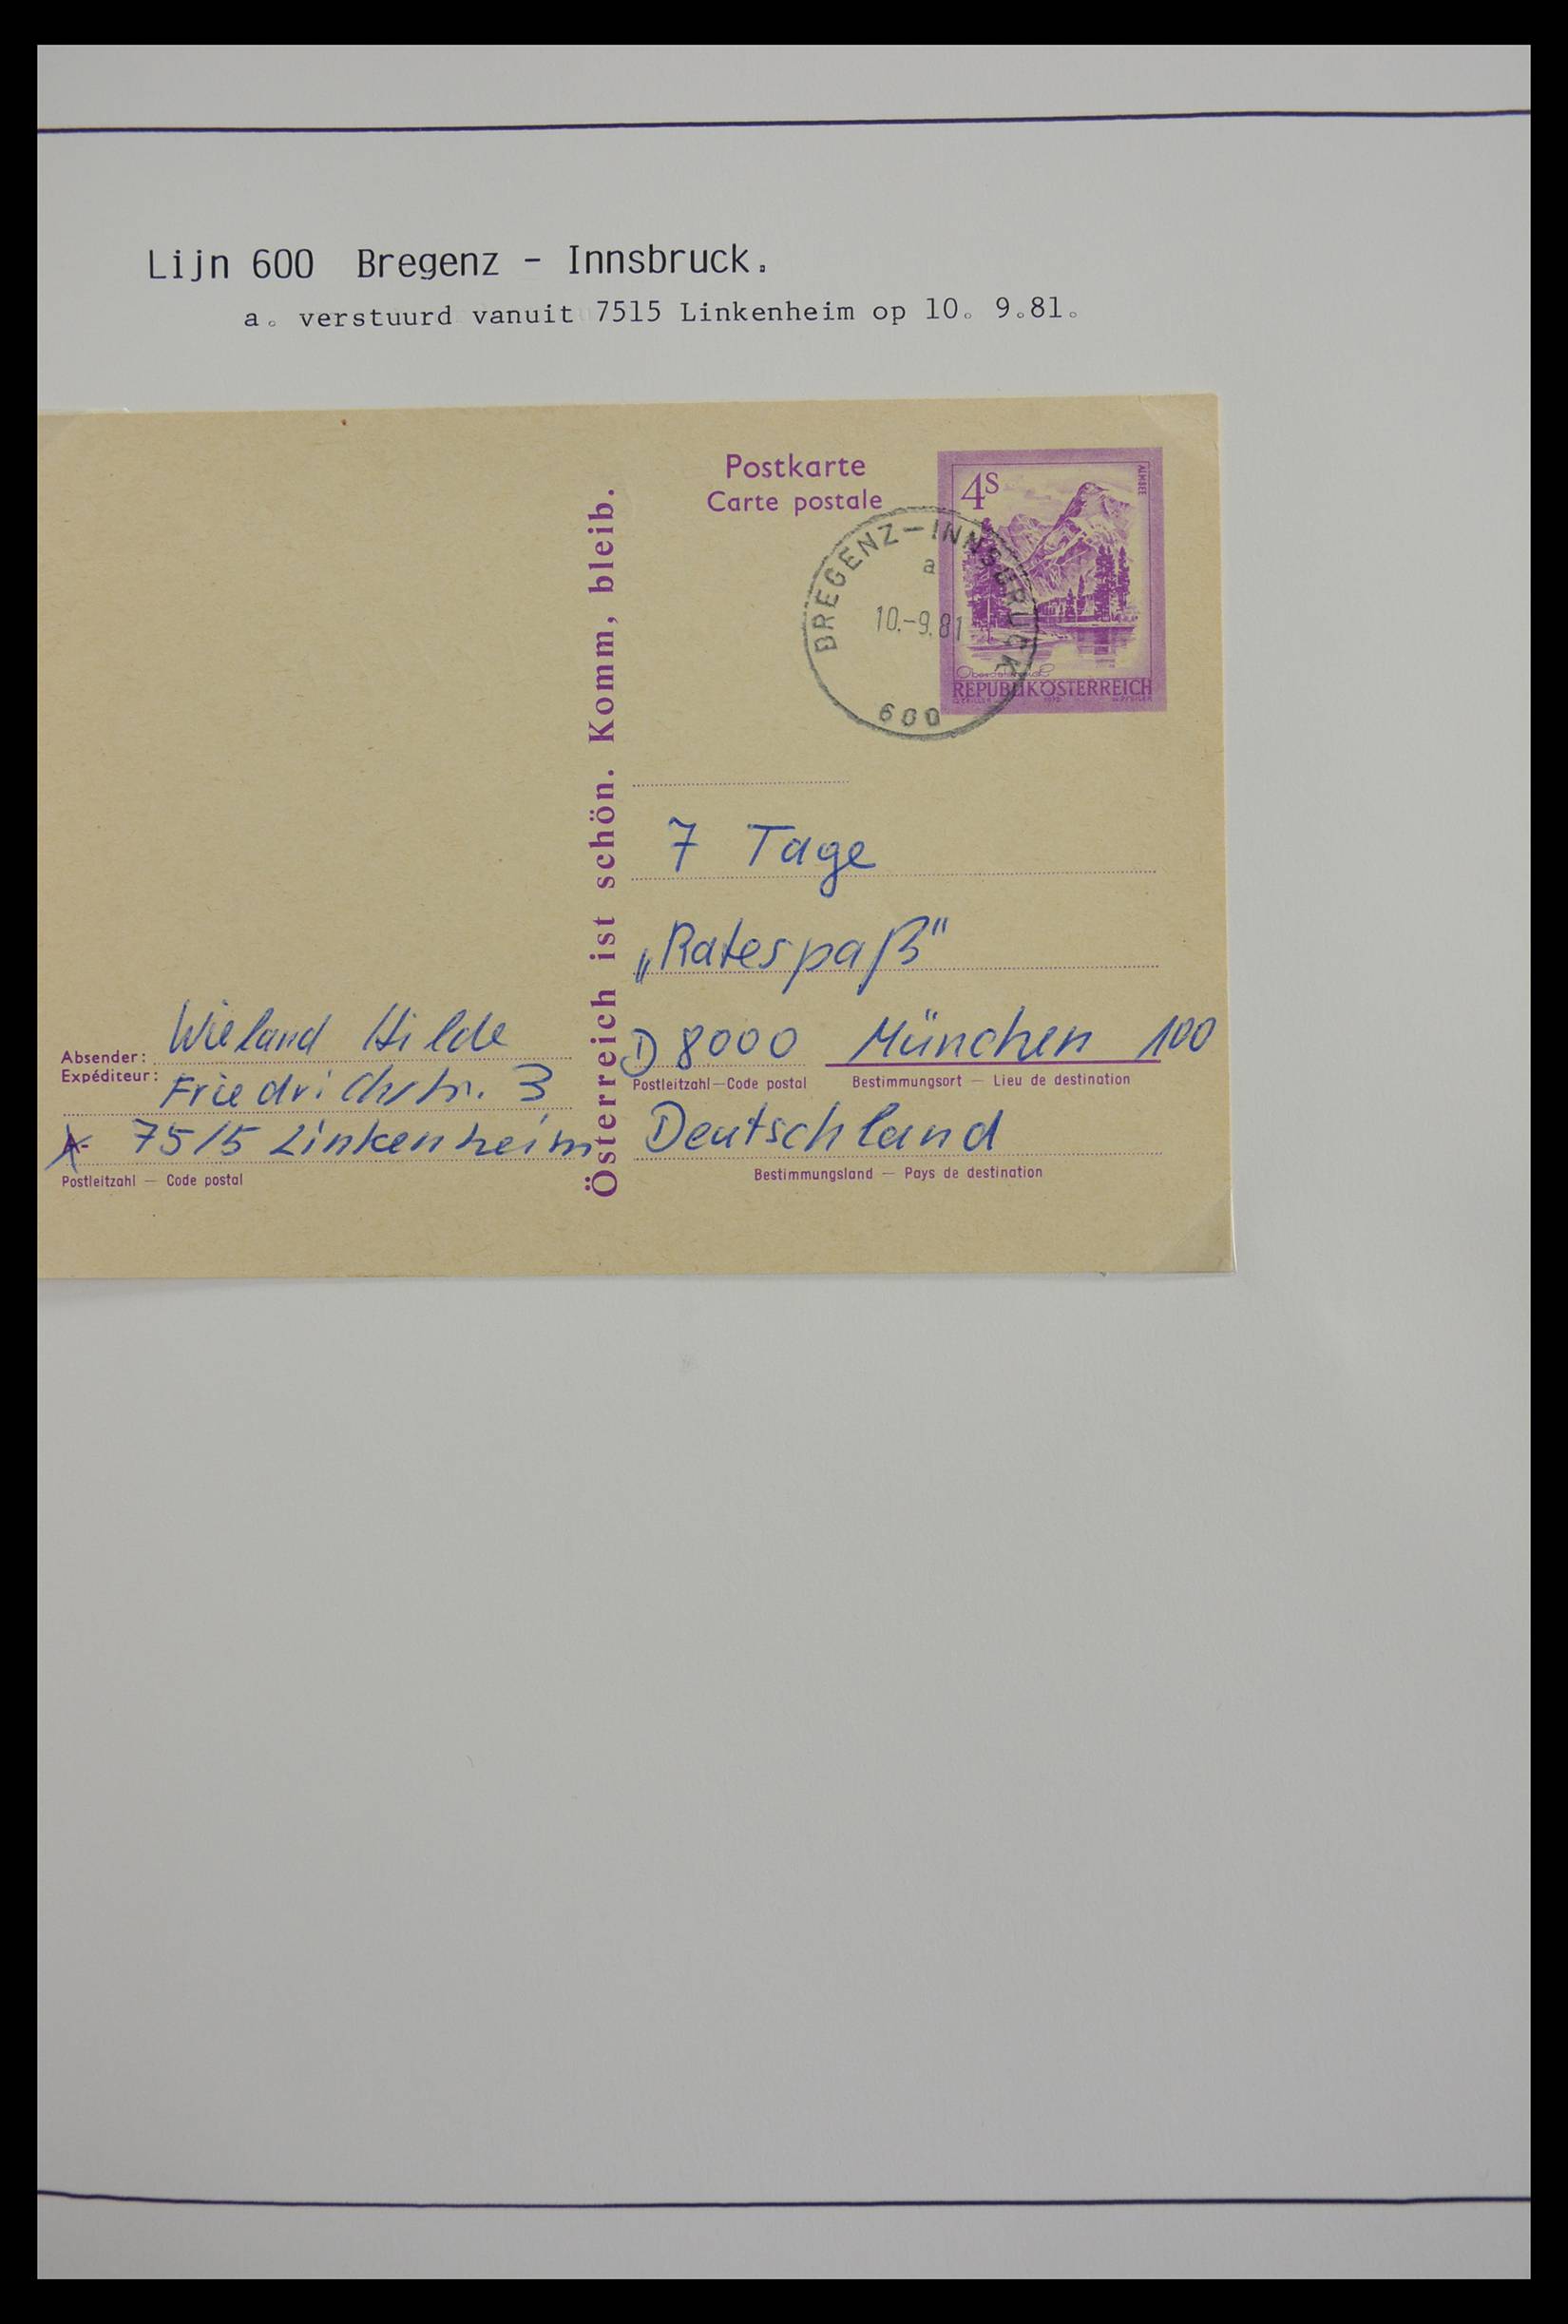 Lijn 600 Bregenz - Innsbruck.
a. verstuurd vanuit 7515 Linkenheim op 10. 9.81.
Postkarte
Carte postale
4S
ALMSEE
BREGENZ-INNSBRUCK
a
10.-9.81
600
Oberösterreich
REPUBLIK ÖSTERREICH
Österreich ist schön. Komm, bleib.
7 Tage
„Ratespaß“
D 8000 München 100
Postleitzahl—Code postal Bestimmungsort — Lieu de destination
Deutschland
Bestimmungsland — Pays de destination
Absender: Wieland Hilde
Expéditeur: Friedrichstr. 3
A- 7515 Linkenheim
Postleitzahl — Code postal